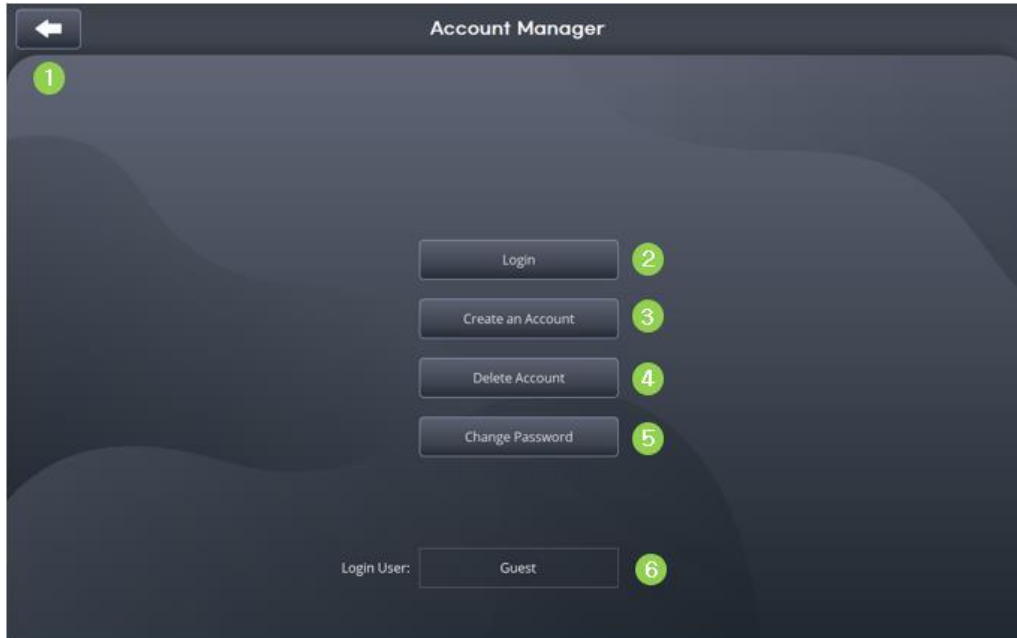 Account Manager
1
Login 2
Create an Account 3
Delete Account 4
Change Password 5
Login User: Guest 6